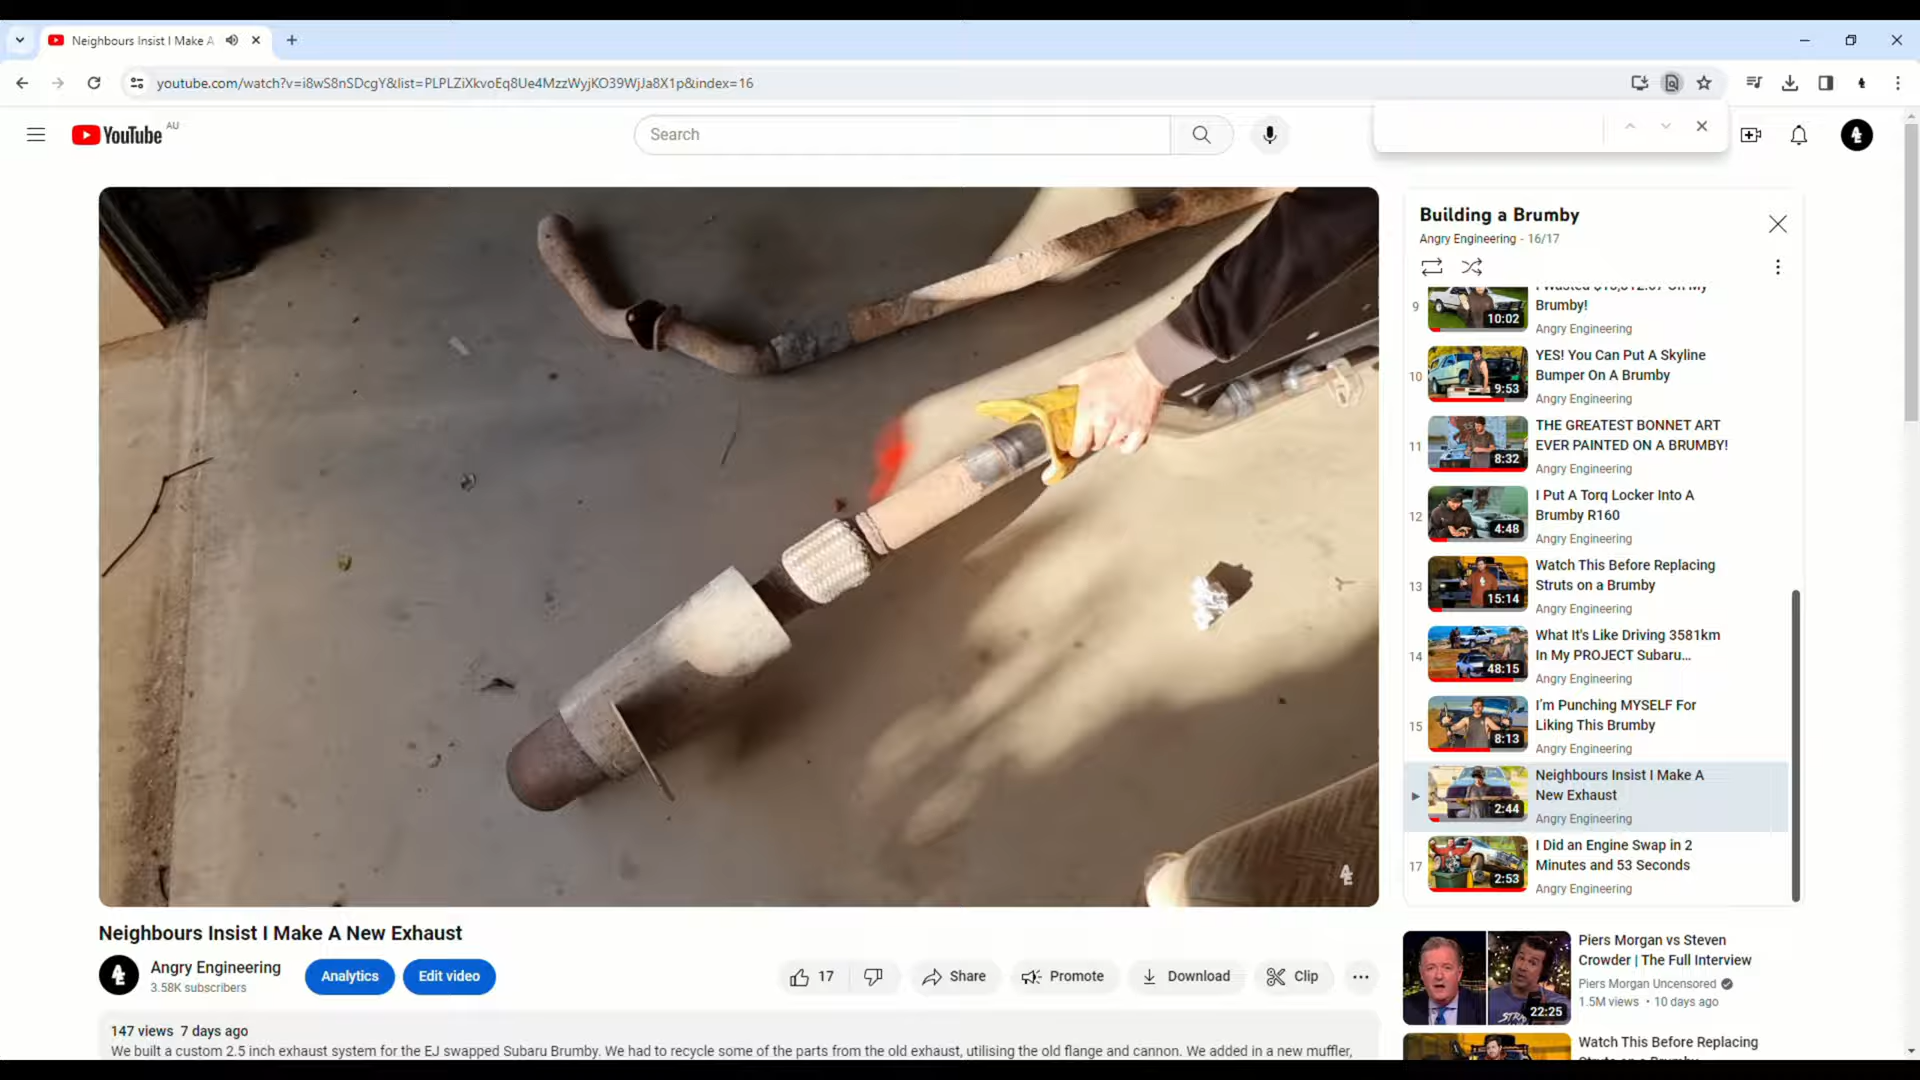 Neighbours Insist I Make A
youtube.com/watch?v=i8wS8nSDcgY&list=PLPLZiXkvoEq8Ue4MzzWyjKO39WjJa8X1p&index=16
YouTube AU
Search
Building a Brumby
Angry Engineering - 16/17
9
Brumby!
10:02
Angry Engineering
10
YES! You Can Put A Skyline
Bumper On A Brumby
9:53
Angry Engineering
11
THE GREATEST BONNET ART
EVER PAINTED ON A BRUMBY!
8:32
Angry Engineering
12
I Put A Torq Locker Into A
Brumby R160
4:48
Angry Engineering
13
Watch This Before Replacing
Struts on a Brumby
15:14
Angry Engineering
14
What It's Like Driving 3581km
In My PROJECT Subaru...
48:15
Angry Engineering
15
I'm Punching MYSELF For
Liking This Brumby
8:13
Angry Engineering
Neighbours Insist I Make A
New Exhaust
2:44
Angry Engineering
17
I Did an Engine Swap in 2
Minutes and 53 Seconds
2:53
Angry Engineering
Neighbours Insist I Make A New Exhaust
Angry Engineering
3.58K subscribers
Analytics
Edit video
17
Share
Promote
Download
Clip
147 views 7 days ago
We built a custom 2.5 inch exhaust system for the EJ swapped Subaru Brumby. We had to recycle some of the parts from the old exhaust, utilising the old flange and cannon. We added in a new muffler,
Piers Morgan vs Steven
Crowder | The Full Interview
Piers Morgan Uncensored
1.5M views • 10 days ago
22:25
Watch This Before Replacing